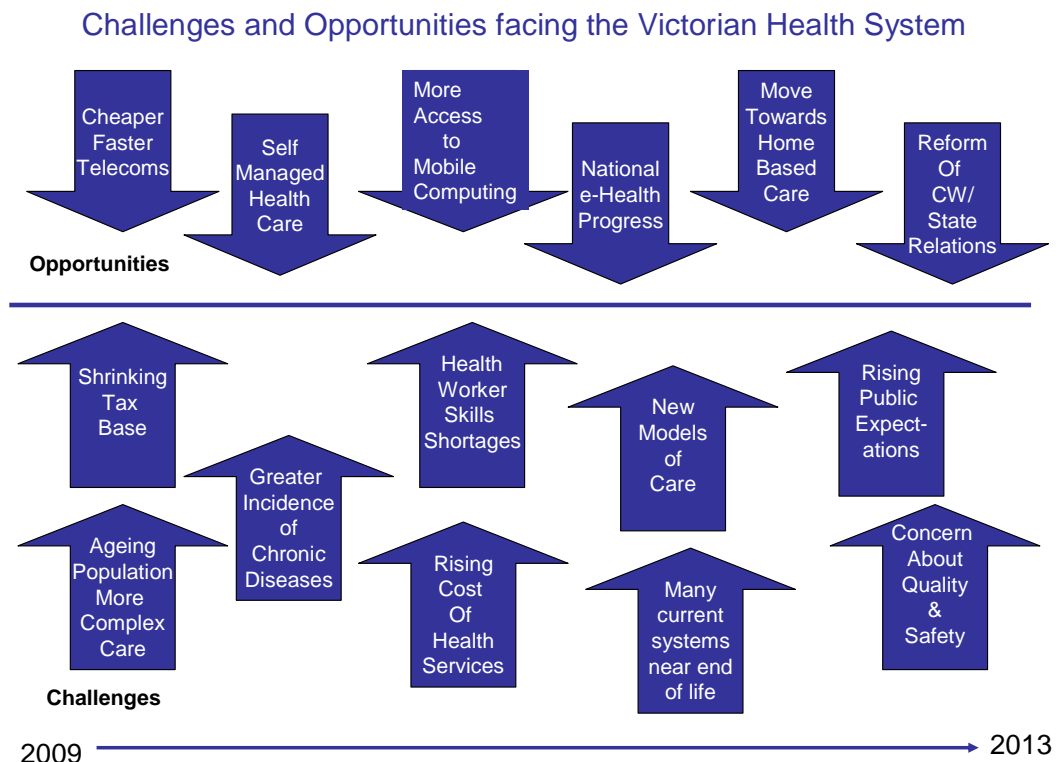 Challenges and Opportunities facing the Victorian Health System
Cheaper
Faster
Telecoms
Self
Managed
Health
Care
More
Access
to
Mobile
Computing
National
e-Health
Progress
Move
Towards
Home
Based
Care
Reform
Of
CW/
State
Relations
Opportunities
Shrinking
Tax
Base
Greater
Incidence
of
Chronic
Diseases
Health
Worker
Skills
Shortages
New
Models
of
Care
Rising
Public
Expect-
ations
Ageing
Population
More
Complex
Care
Rising
Cost
Of
Health
Services
Many
current
systems
near end
of life
Concern
About
Quality
&
Safety
Challenges
2009
2013